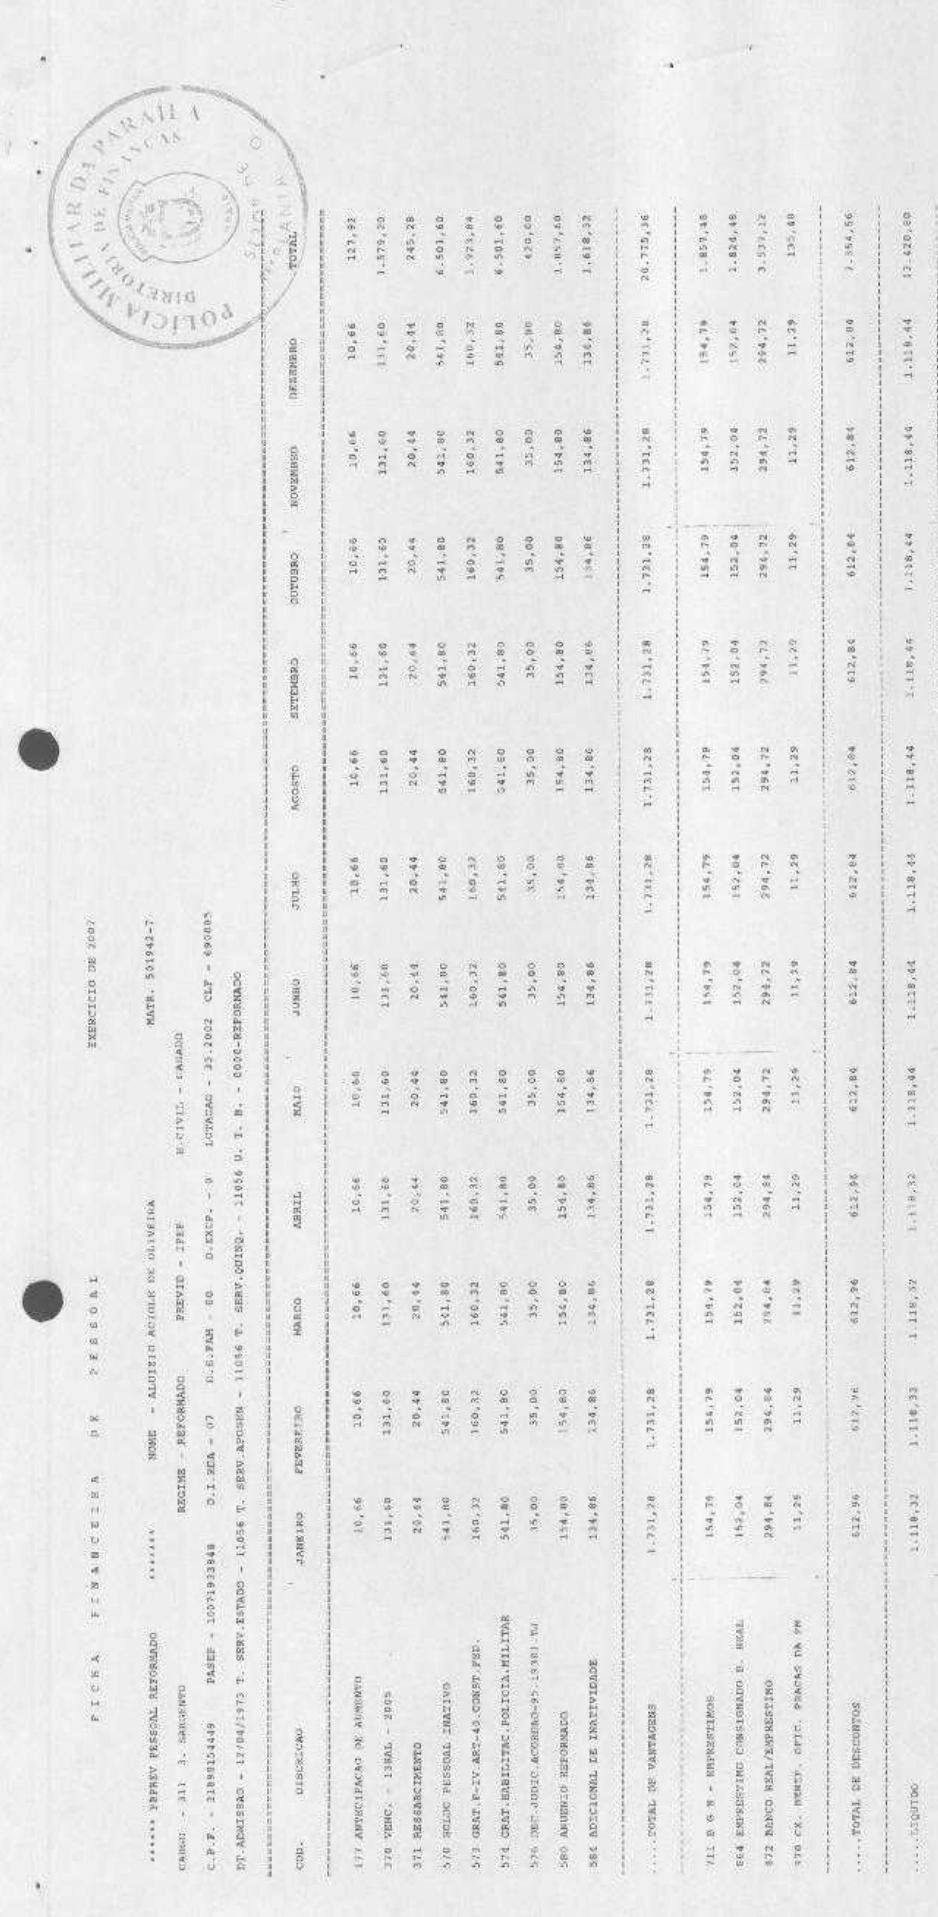 POLÍCIA MILITAR DA PARAÍBA
DIRETORIA DE FINANÇAS
FICHA FINANCEIRA DE PESSOAL EXERCICIO DE 2007
****** PBPREV PESSOAL REFORMADO ****** NOME - ALUIZIO ACIOLE DE OLIVEIRA MATR. 501942-7
CARGO - 311 3. SARGENTO REGIME - REFORMADO PREVID - IPEP E.CIVIL - CASADO
C.P.F. - 21898154449 PASEP - 10071933848 D.I.RDA - 07 D.S.FAM - 00 D.EXCP. - 0 LOTACAO - 35.2002 CLF - 690885
DT.ADMISSAO - 12/04/1973 T. SERV.ESTADO - 11056 T. SERV.APOSEN - 11056 T. SERV.QUINQ. - 11056 U. T. B. - 0000-REFORMADO
COD. DISCRICAO JANEIRO FEVEREIRO MARCO ABRIL MAIO JUNHO JULHO AGOSTO SETEMBRO OUTUBRO NOVEMBRO DEZEMBRO TOTAL
177 ANTECIPACAO DE AUMENTO 10,66 10,66 10,66 10,66 10,66 10,66 10,66 10,66 10,66 10,66 10,66 10,66 127,92
370 VENC. - 13SAL - 2005 131,60 131,60 131,60 131,60 131,60 131,60 131,60 131,60 131,60 131,60 131,60 131,60 1.579,20
371 RESSARCIMENTO 20,44 20,44 20,44 20,44 20,44 20,44 20,44 20,44 20,44 20,44 20,44 20,44 245,28
570 SOLDO PESSOAL INATIVO 541,80 541,80 541,80 541,80 541,80 541,80 541,80 541,80 541,80 541,80 541,80 541,80 6.501,60
573 GRAT.P-IV ART-40.CONST.FED. 160,32 160,32 160,32 160,32 160,32 160,32 160,32 160,32 160,32 160,32 160,32 160,32 1.923,84
574 GRAT.HABILITAC.POLICIA.MILITAR 541,80 541,80 541,80 541,80 541,80 541,80 541,80 541,80 541,80 541,80 541,80 541,80 6.501,60
576 DEC.JUDIC.ACORDAO-95. TJ 35,00 35,00 35,00 35,00 35,00 35,00 35,00 35,00 35,00 35,00 35,00 35,00 420,00
580 ANUENIO REFORMADO 154,80 154,80 154,80 154,80 154,80 154,80 154,80 154,80 154,80 154,80 154,80 154,80 1.857,60
584 ADICIONAL DE INATIVIDADE 134,86 134,86 134,86 134,86 134,86 134,86 134,86 134,86 134,86 134,86 134,86 134,86 1.618,32
.....TOTAL DE VANTAGENS 1.731,28 1.731,28 1.731,28 1.731,28 1.731,28 1.731,28 1.731,28 1.731,28 1.731,28 1.731,28 1.731,28 1.731,28 20.775,36
711 B G N - EMPRESTIMOS 154,79 154,79 154,79 154,79 154,79 154,79 154,79 154,79 154,79 154,79 154,79 154,79 1.857,48
864 EMPRESTIMO CONSIGNADO B. REAL 152,04 152,04 152,04 152,04 152,04 152,04 152,04 152,04 152,04 152,04 152,04 152,04 1.824,48
872 BANCO REAL/EMPRESTIMO 294,84 294,84 294,84 294,84 294,72 294,72 294,72 294,72 294,72 294,72 294,72 294,72 3.537,12
970 CX. BENEF. OFIC. PRACAS DA PM 11,29 11,29 11,29 11,29 11,29 11,29 11,29 11,29 11,29 11,29 11,29 11,29 135,48
.....TOTAL DE DESCONTOS 612,96 612,96 612,96 612,96 612,84 612,84 612,84 612,84 612,84 612,84 612,84 612,84 7.354,56
.....LIQUIDO 1.118,32 1.118,32 1.118,32 1.118,32 1.118,44 1.118,44 1.118,44 1.118,44 1.118,44 1.118,44 1.118,44 1.118,44 13.420,80